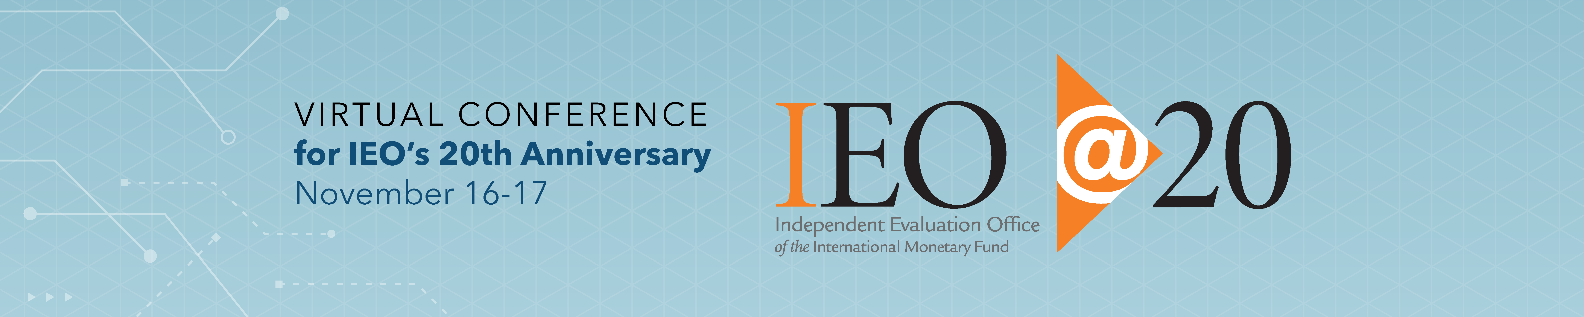 VIRTUAL CONFERENCE
for IEO’s 20th Anniversary
November 16-17
IEO @ 20
Independent Evaluation Office
of the International Monetary Fund